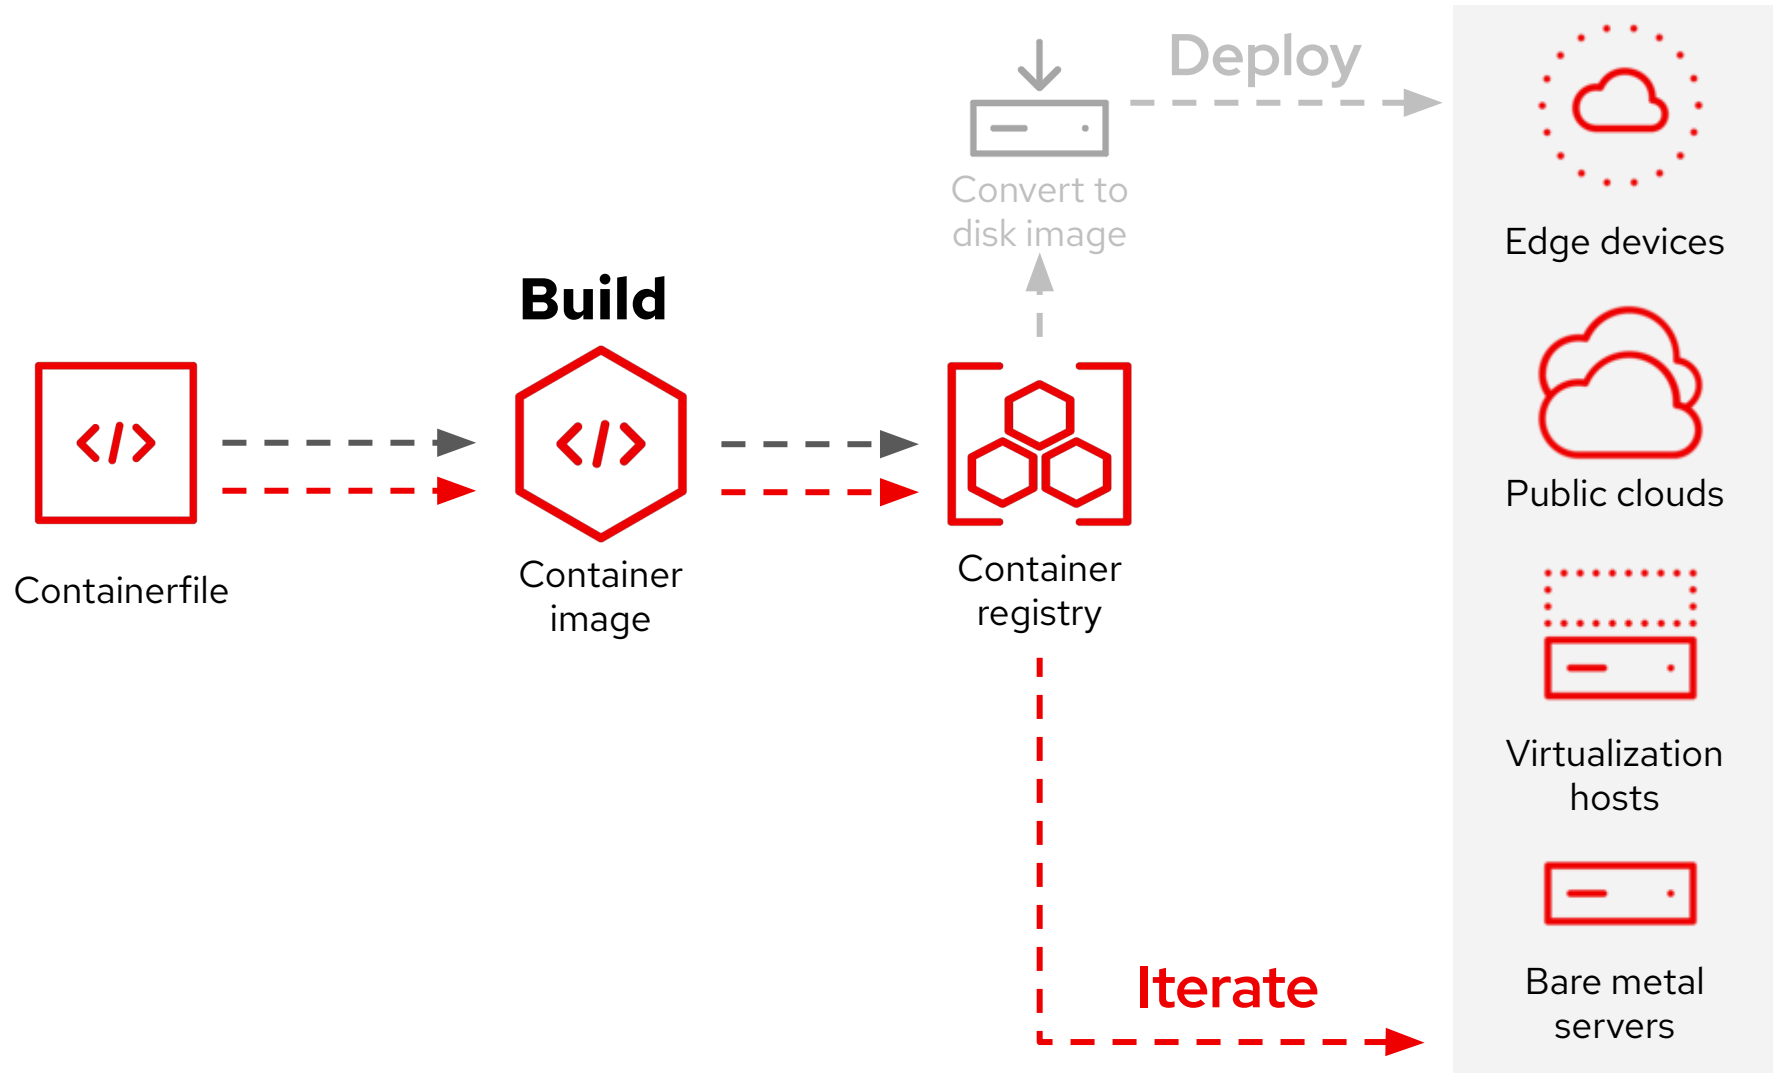 Deploy
Convert to
disk image
Build
</>
Containerfile
</>
Container
image
Container
registry
Iterate
Edge devices
Public clouds
Virtualization
hosts
Bare metal
servers